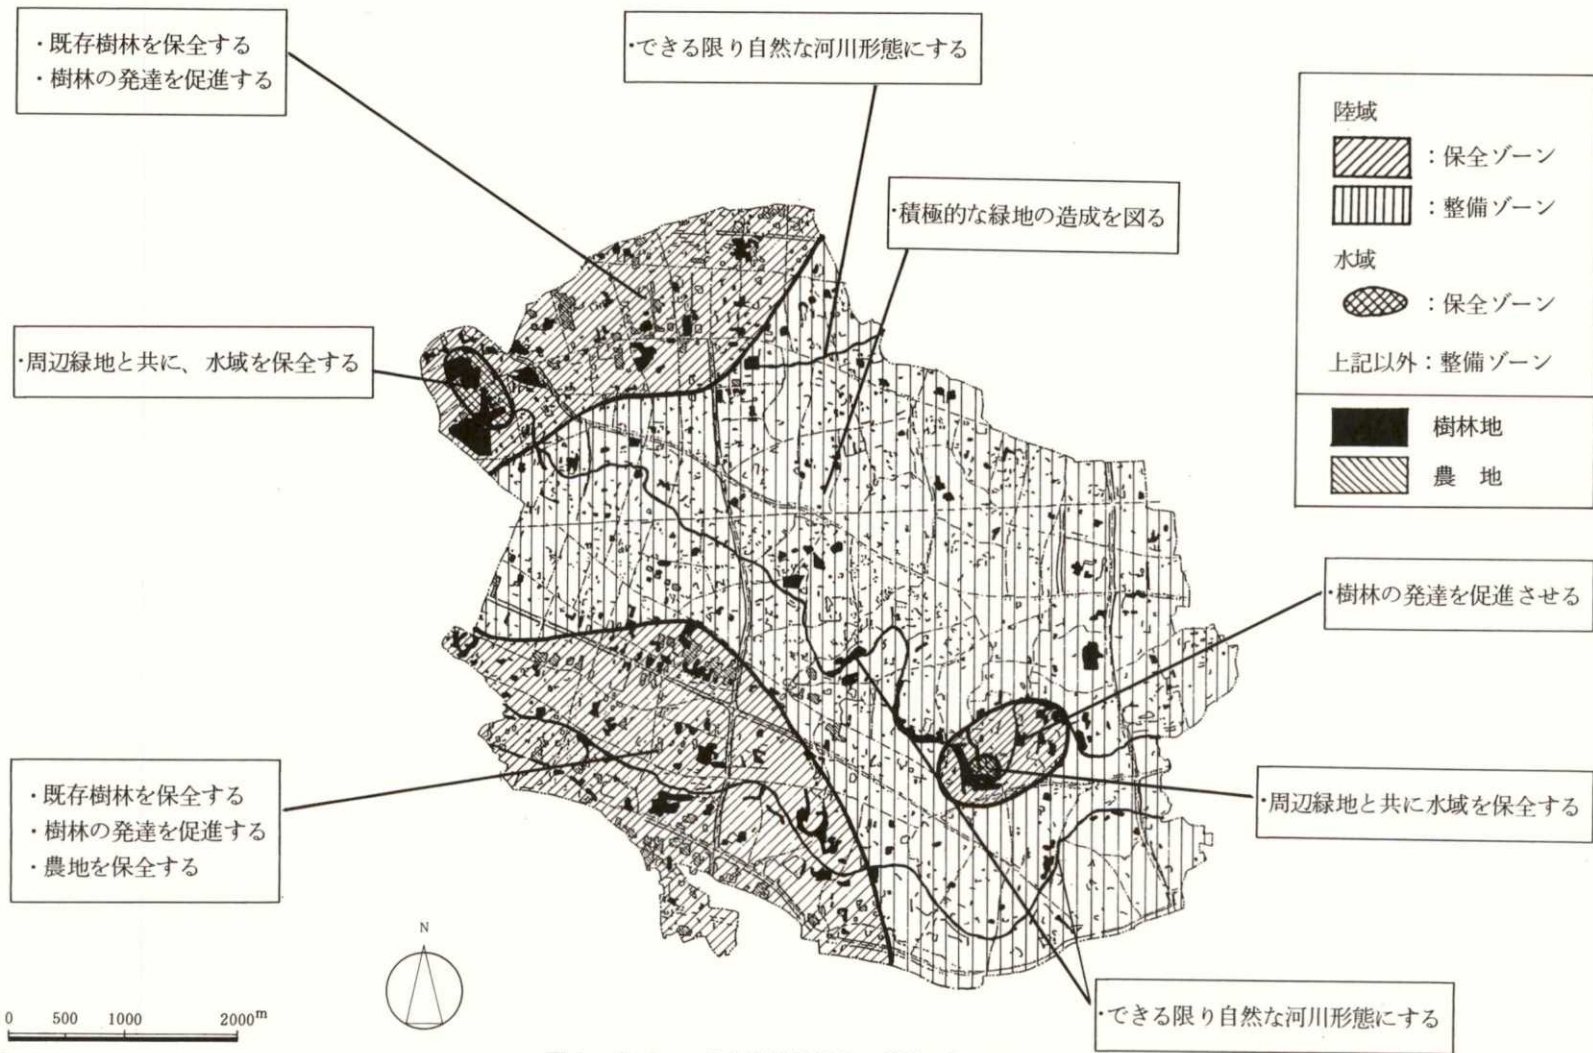 ・既存樹林を保全する
・樹林の発達を促進する
・できる限り自然な河川形態にする
陸域
：保全ゾーン
：整備ゾーン
水域
：保全ゾーン
上記以外：整備ゾーン
樹林地
農　地
・積極的な緑地の造成を図る
・周辺緑地と共に、水域を保全する
・樹林の発達を促進させる
・周辺緑地と共に水域を保全する
・既存樹林を保全する
・樹林の発達を促進する
・農地を保全する
・できる限り自然な河川形態にする
N
0 500 1000 2000m